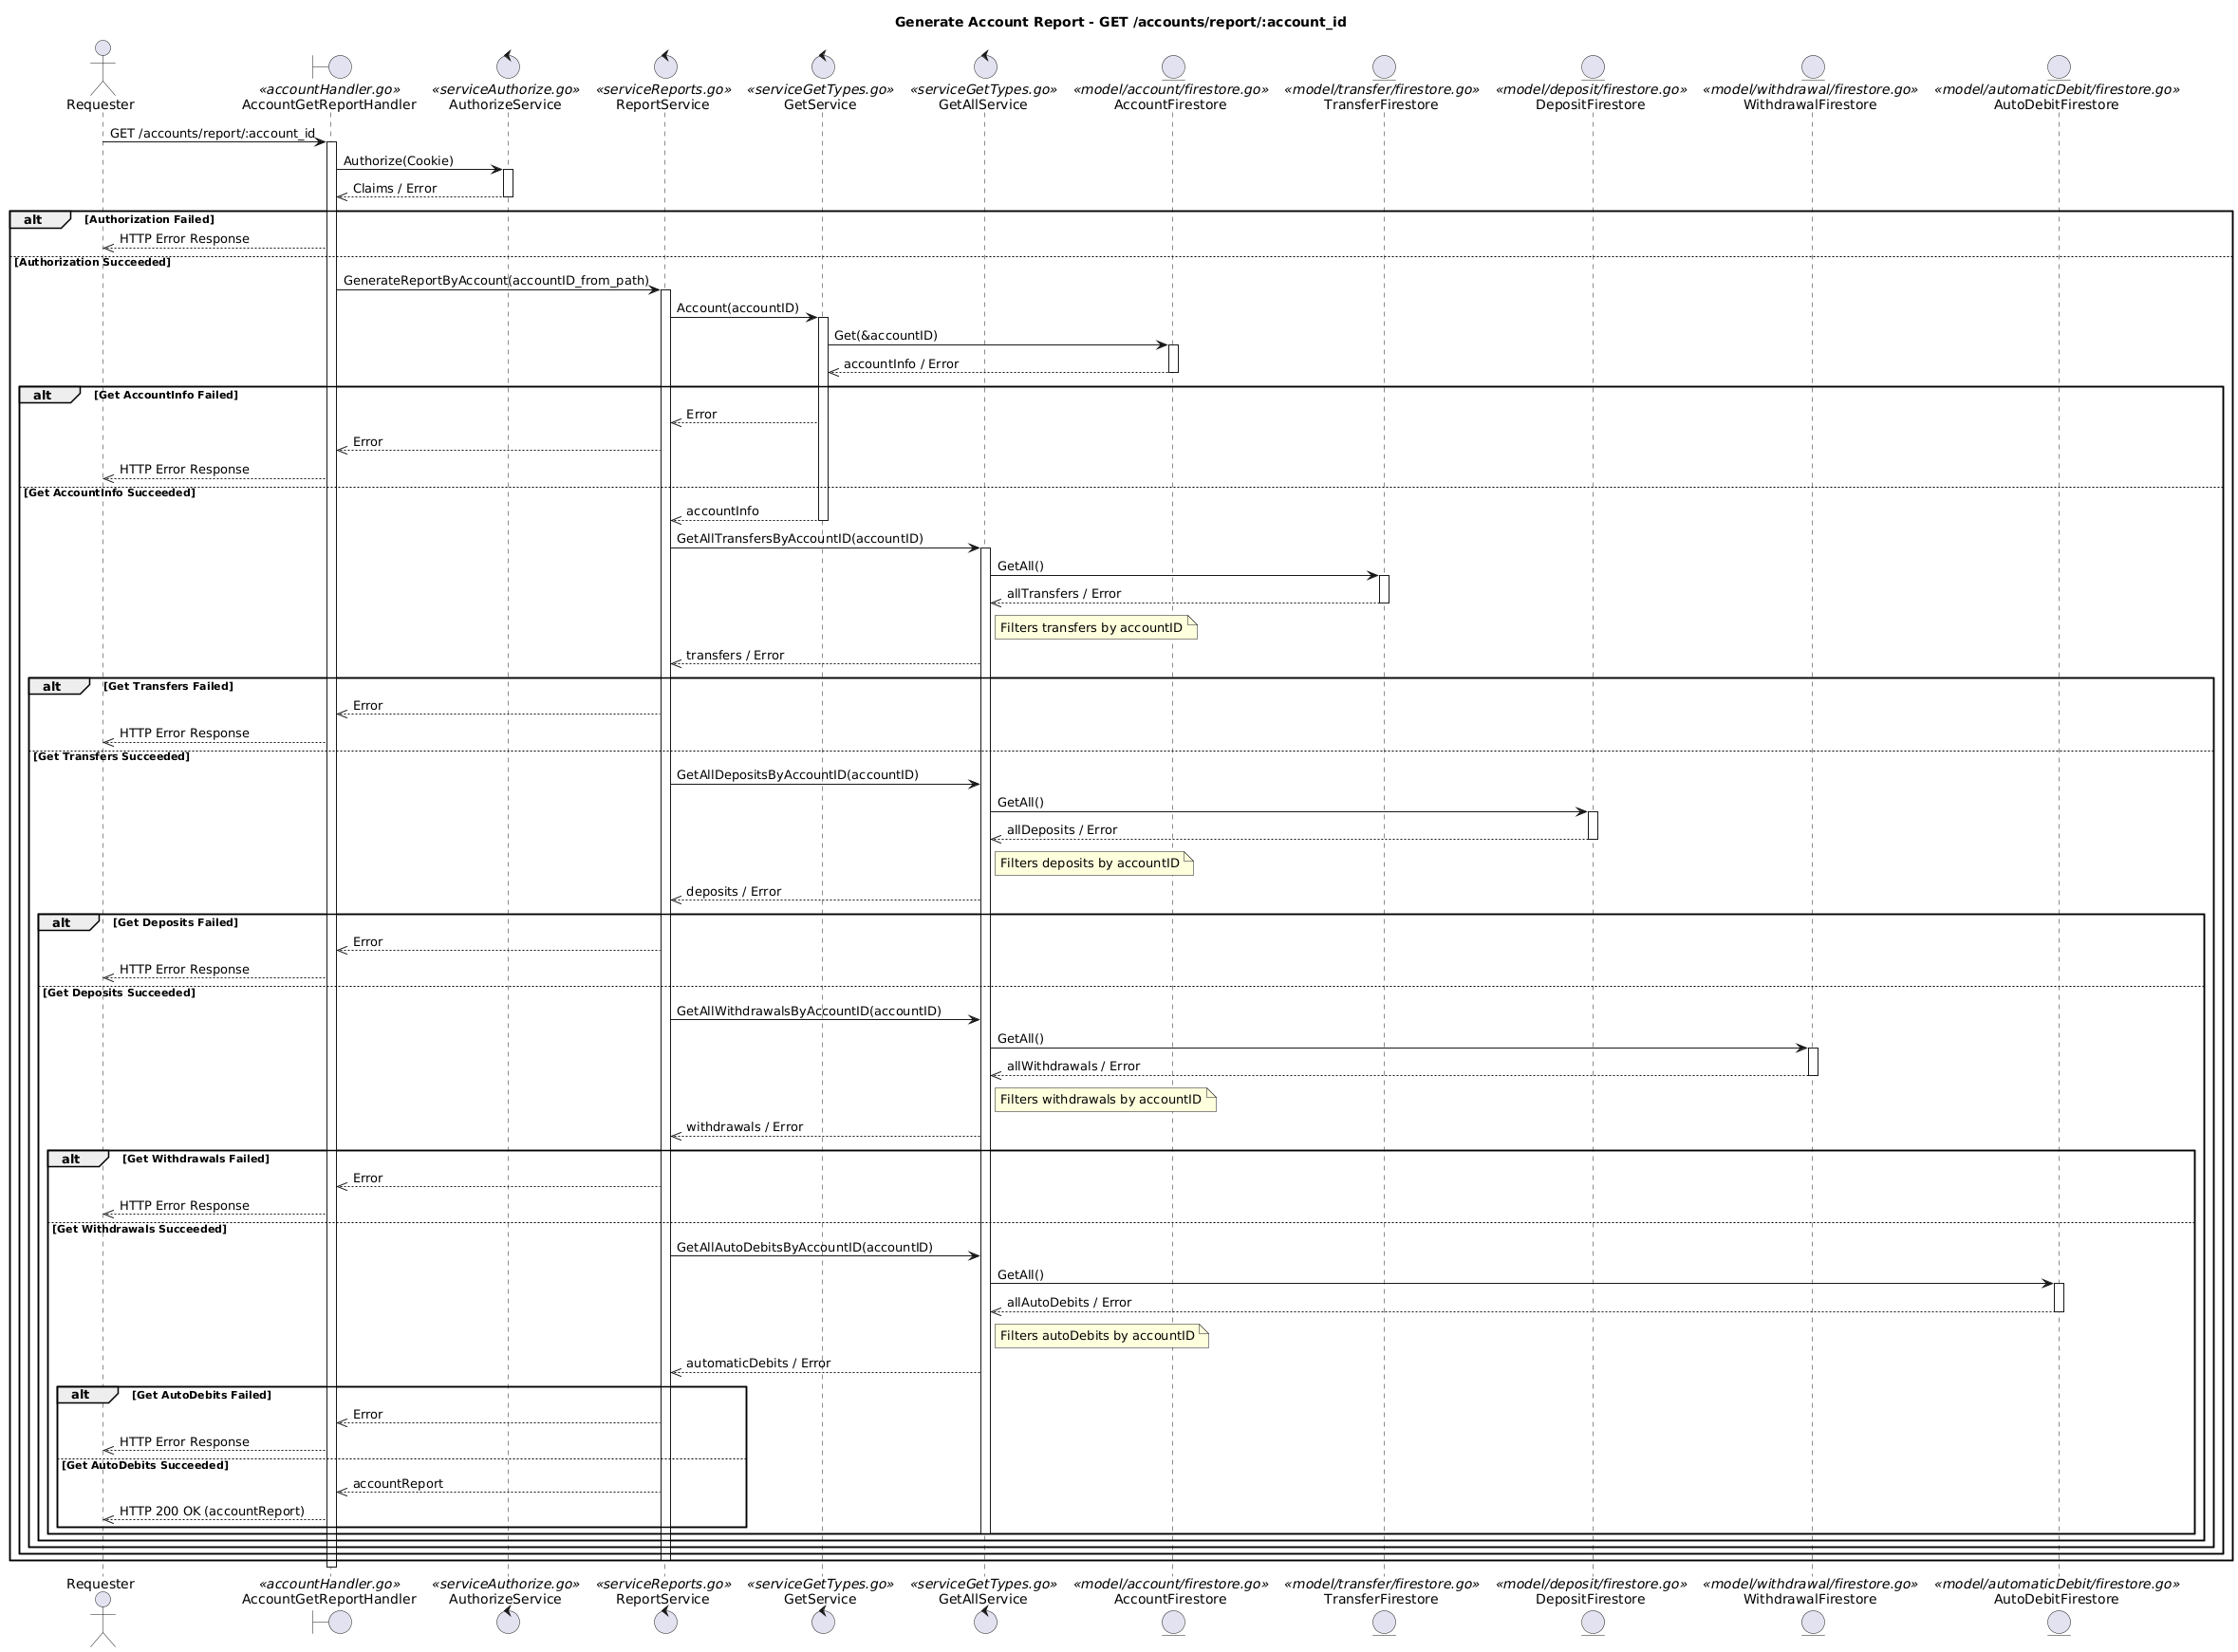 Generate Account Report - GET /accounts/report/:account_id
«accountHandler.go» «serviceAuthorize.go» «serviceReports.go» «serviceGetTypes.go» «serviceGetTypes.go» «model/account/firestore.go» «model/transfer/firestore.go» «model/deposit/firestore.go» «model/withdrawal/firestore.go» «model/automaticDebit/firestore.go»
Requester AccountGetReportHandler AuthorizeService ReportService GetService GetAllService AccountFirestore TransferFirestore DepositFirestore WithdrawalFirestore AutoDebitFirestore
GET /accounts/report/:account_id
Authorize(Cookie)
Claims / Error
alt [Authorization Failed]
HTTP Error Response
[Authorization Succeeded]
GenerateReportByAccount(accountID_from_path)
Account(accountID)
Get(&accountID)
accountInfo / Error
alt [Get AccountInfo Failed]
Error
Error
HTTP Error Response
[Get AccountInfo Succeeded]
accountInfo
GetAllTransfersByAccountID(accountID)
GetAll()
allTransfers / Error
Filters transfers by accountID
transfers / Error
alt [Get Transfers Failed]
Error
HTTP Error Response
[Get Transfers Succeeded]
GetAllDepositsByAccountID(accountID)
GetAll()
allDeposits / Error
Filters deposits by accountID
deposits / Error
alt [Get Deposits Failed]
Error
HTTP Error Response
[Get Deposits Succeeded]
GetAllWithdrawalsByAccountID(accountID)
GetAll()
allWithdrawals / Error
Filters withdrawals by accountID
withdrawals / Error
alt [Get Withdrawals Failed]
Error
HTTP Error Response
[Get Withdrawals Succeeded]
GetAllAutoDebitsByAccountID(accountID)
GetAll()
allAutoDebits / Error
Filters autoDebits by accountID
automaticDebits / Error
alt [Get AutoDebits Failed]
Error
HTTP Error Response
[Get AutoDebits Succeeded]
accountReport
HTTP 200 OK (accountReport)
Requester «accountHandler.go» «serviceAuthorize.go» «serviceReports.go» «serviceGetTypes.go» «serviceGetTypes.go» «model/account/firestore.go» «model/transfer/firestore.go» «model/deposit/firestore.go» «model/withdrawal/firestore.go» «model/automaticDebit/firestore.go»
AccountGetReportHandler AuthorizeService ReportService GetService GetAllService AccountFirestore TransferFirestore DepositFirestore WithdrawalFirestore AutoDebitFirestore